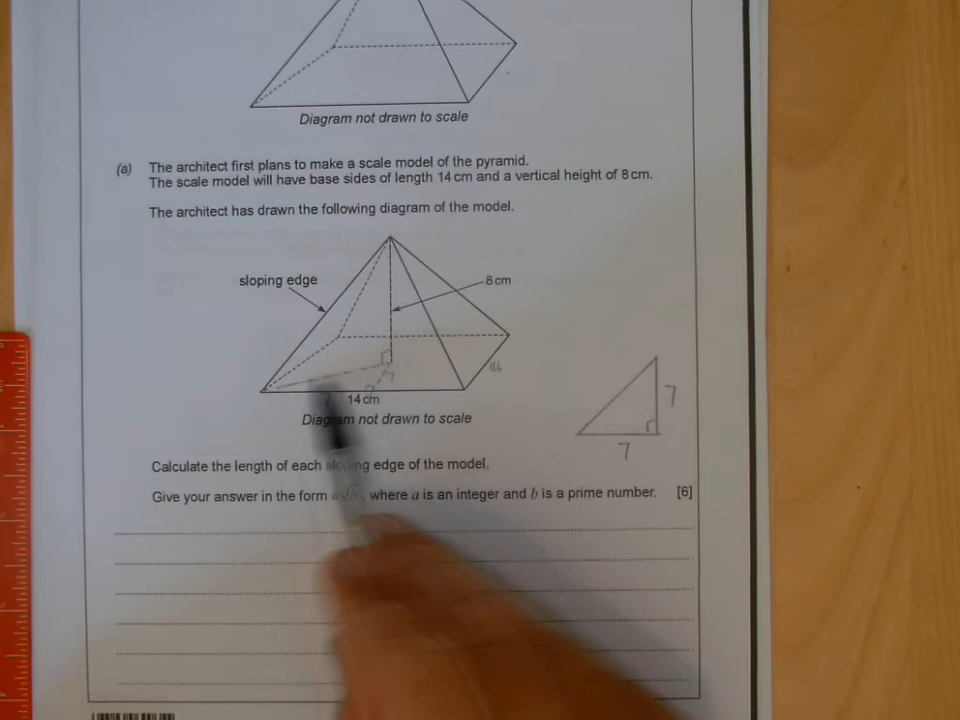 Diagram not drawn to scale
(a) The architect first plans to make a scale model of the pyramid.
The scale model will have base sides of length 14 cm and a vertical height of 8 cm.
The architect has drawn the following diagram of the model.
sloping edge
8 cm
7
14
7
14 cm
7
7
Diagram not drawn to scale
Calculate the length of each sloping edge of the model.
Give your answer in the form a√b, where a is an integer and b is a prime number. [6]